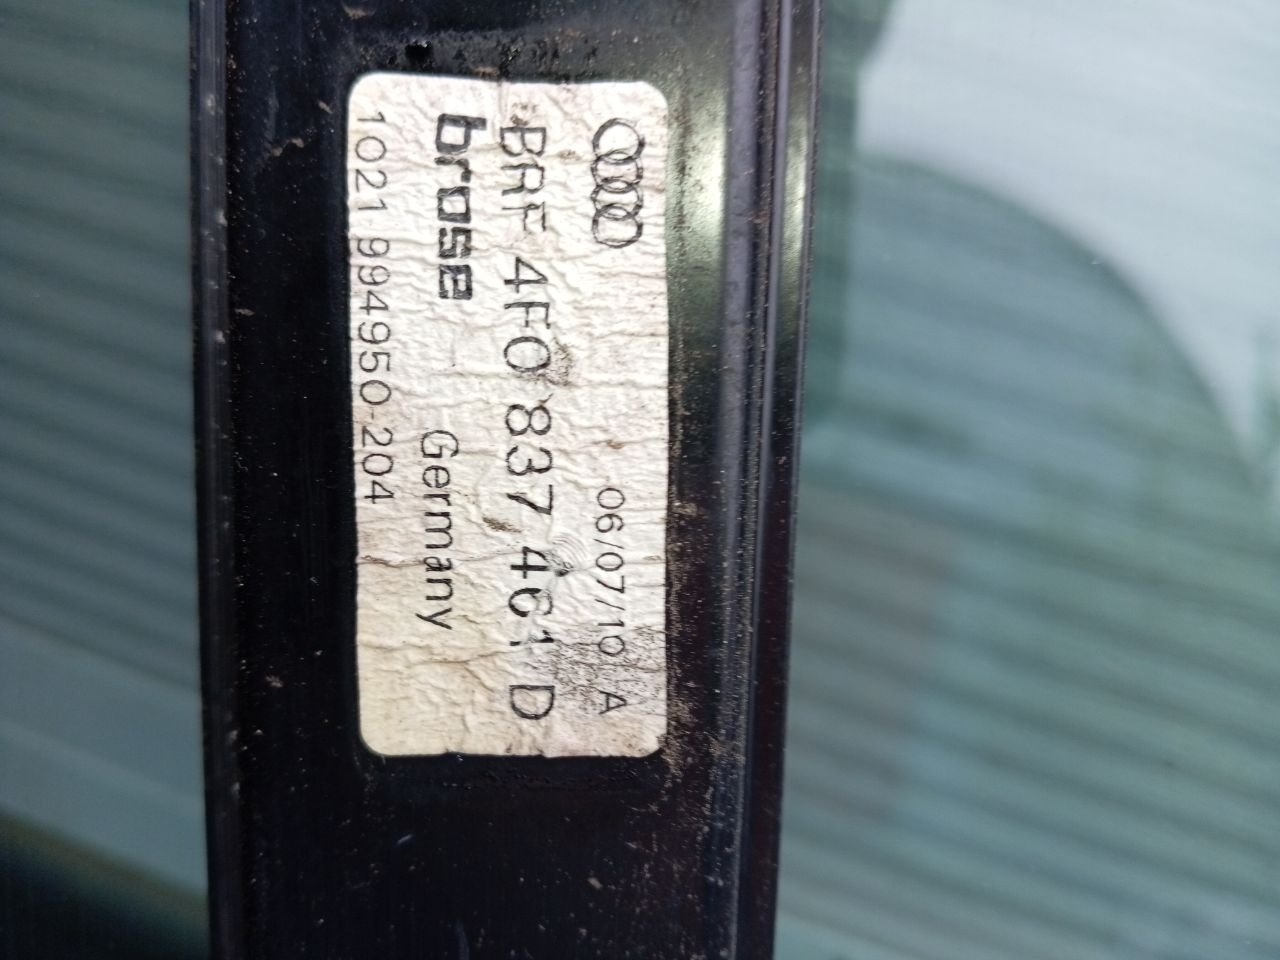 06/07/10 A
BRF 4F0 837 461 D
brose Germany
1021 994950-204